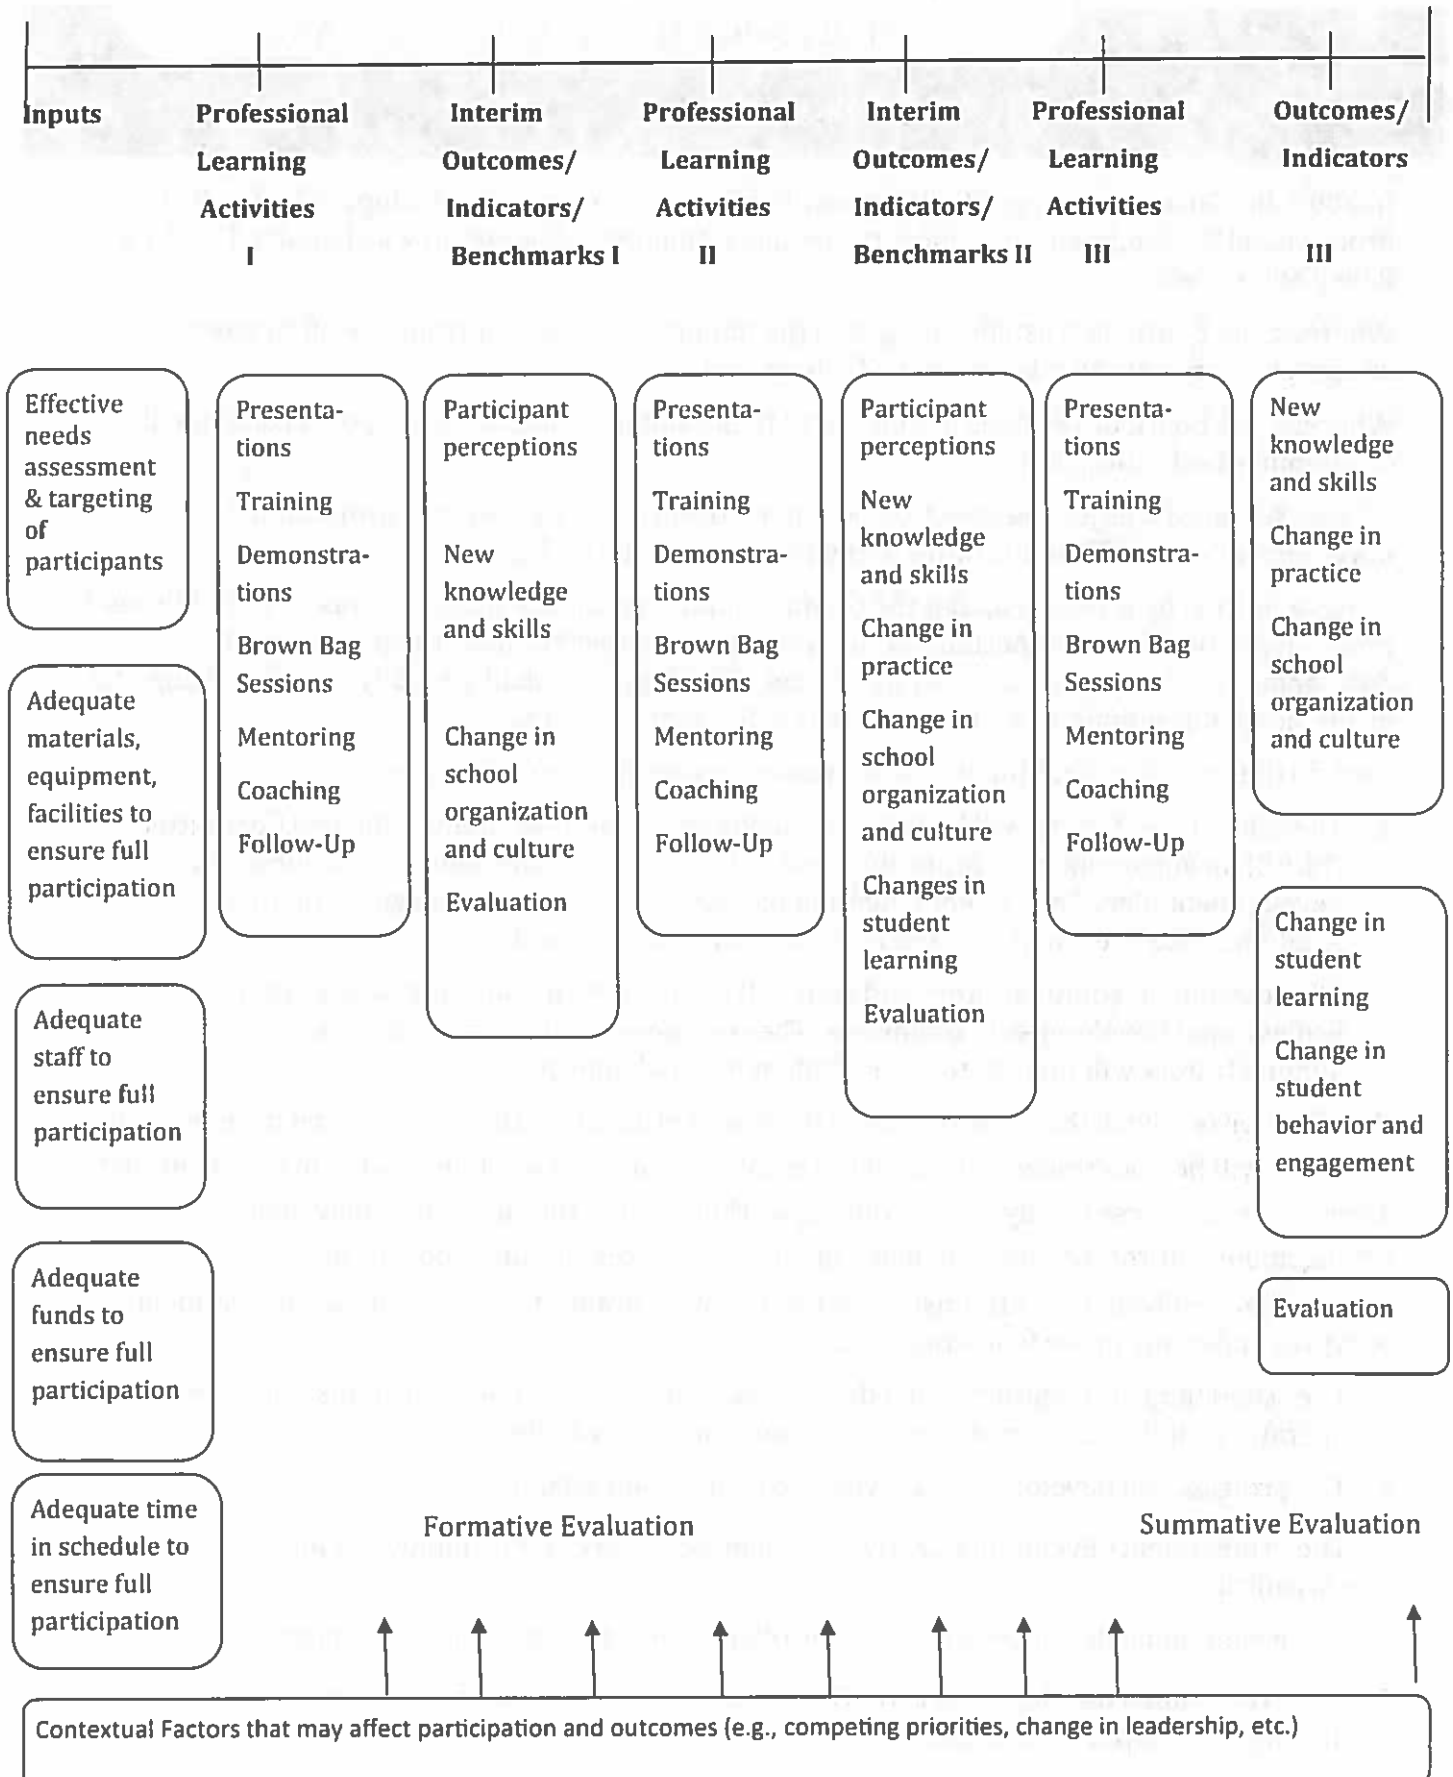 Inputs
Professional
Learning
Activities
I
Interim
Outcomes/
Indicators/
Benchmarks I
Professional
Learning
Activities
II
Interim
Outcomes/
Indicators/
Benchmarks II
Professional
Learning
Activities
III
Outcomes/
Indicators
III
Effective
needs
assessment
& targeting
of
participants
Adequate
materials,
equipment,
facilities to
ensure full
participation
Adequate
staff to
ensure full
participation
Adequate
funds to
ensure full
participation
Adequate time
in schedule to
ensure full
participation
Presenta-
tions
Training
Demonstra-
tions
Brown Bag
Sessions
Mentoring
Coaching
Follow-Up
Participant
perceptions
New
knowledge
and skills
Change in
school
organization
and culture
Evaluation
Presenta-
tions
Training
Demonstra-
tions
Brown Bag
Sessions
Mentoring
Coaching
Follow-Up
Participant
perceptions
New
knowledge
and skills
Change in
practice
Change in
school
organization
and culture
Changes in
student
learning
Evaluation
Presenta-
tions
Training
Demonstra-
tions
Brown Bag
Sessions
Mentoring
Coaching
Follow-Up
New
knowledge
and skills
Change in
practice
Change in
school
organization
and culture
Change in
student
learning
Change in
student
behavior and
engagement
Evaluation
Formative Evaluation
Summative Evaluation
Contextual Factors that may affect participation and outcomes (e.g., competing priorities, change in leadership, etc.)